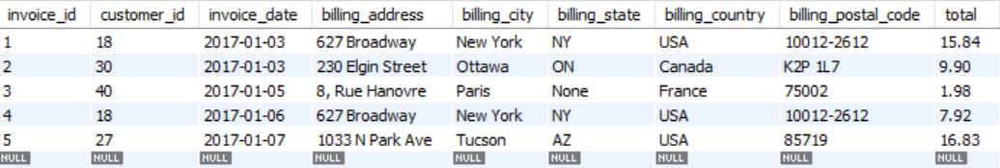 invoice_id customer_id invoice_date billing_address billing_city billing_state billing_country billing_postal_code total
1 18 2017-01-03 627 Broadway New York NY USA 10012-2612 15.84
2 30 2017-01-03 230 Elgin Street Ottawa ON Canada K2P 1L7 9.90
3 40 2017-01-05 8, Rue Hanovre Paris None France 75002 1.98
4 18 2017-01-06 627 Broadway New York NY USA 10012-2612 7.92
5 27 2017-01-07 1033 N Park Ave Tucson AZ USA 85719 16.83
NULL NULL NULL NULL NULL NULL NULL NULL NULL